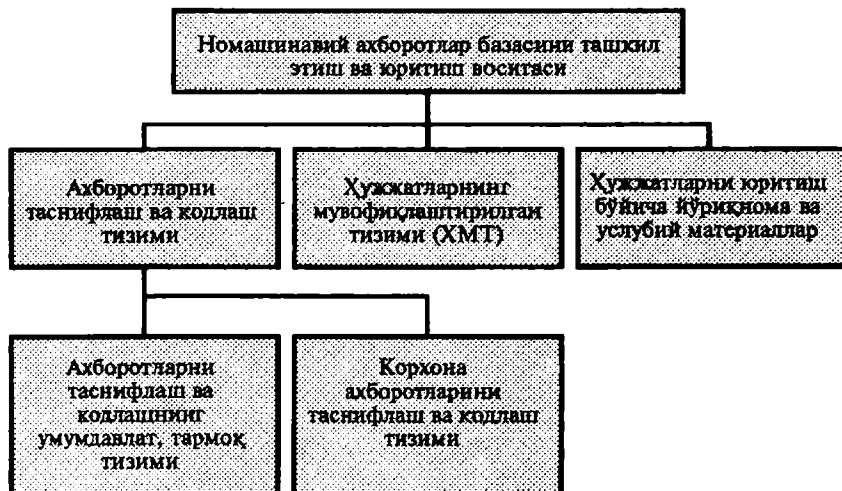 Номашинавий ахборотлар базасини ташкил
этиш ва юритиш воситаси
Ахборотларни
таснифлаш ва кодлаш
тизими
Ҳужжатларнинг
мувофиқлаштирилган
тизими (ХМТ)
Ҳужжатларни юритиш
бўйича йўриқнома ва
услубий материаллар
Ахборотларни
таснифлаш ва
кодлашнинг
умумдавлат, тармоқ
тизими
Корхона
ахборотларини
таснифлаш ва кодлаш
тизими